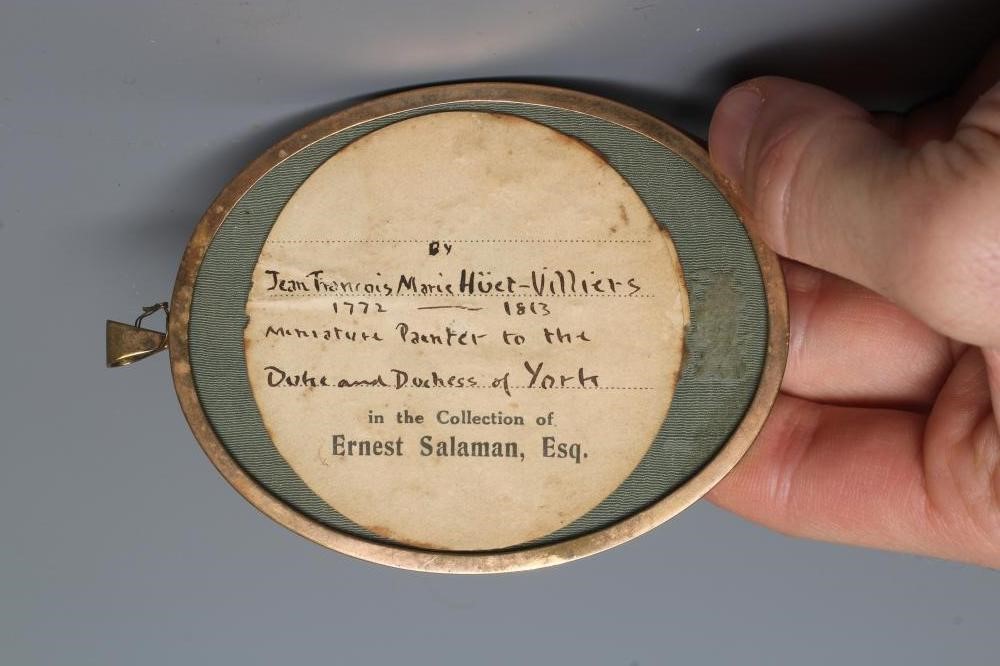 BY
Jean François Marie Hüet-Villiers
1772 — 1813
Miniature Painter to the
Duke and Duchess of York
in the Collection of
Ernest Salaman, Esq.